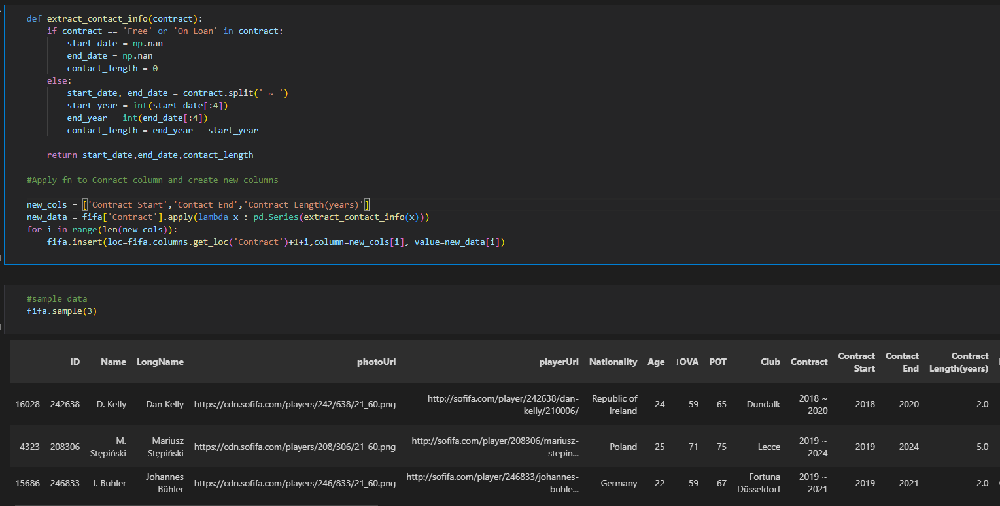 def extract_contact_info(contract):
if contract == 'Free' or 'On Loan' in contract:
start_date = np.nan
end_date = np.nan
contact_length = 0
else:
start_date, end_date = contract.split(' ~ ')
start_year = int(start_date[:4])
end_year = int(end_date[:4])
contact_length = end_year - start_year
return start_date,end_date,contact_length
#Apply fn to Conract column and create new columns
new_cols = ['Contract Start','Contact End','Contract Length(years)']
new_data = fifa['Contract'].apply(lambda x : pd.Series(extract_contact_info(x)))
for i in range(len(new_cols)):
fifa.insert(loc=fifa.columns.get_loc('Contract')+1+i,column=new_cols[i], value=new_data[i])
#sample data
fifa.sample(3)
ID Name LongName photoUrl playerUrl Nationality Age ↓OVA POT Club Contract Contract Start Contact End Contract Length(years)
16028 242638 D. Kelly Dan Kelly https://cdn.sofifa.com/players/242/638/21_60.png http://sofifa.com/player/242638/dan-kelly/210006/ Republic of Ireland 24 59 65 Dundalk 2018 ~ 2020 2018 2020 2.0
4323 208306 M. Stępiński Mariusz Stępiński https://cdn.sofifa.com/players/208/306/21_60.png http://sofifa.com/player/208306/mariusz-stepin... Poland 25 71 75 Lecce 2019 ~ 2024 2019 2024 5.0
15686 246833 J. Bühler Johannes Bühler https://cdn.sofifa.com/players/246/833/21_60.png http://sofifa.com/player/246833/johannes-buhle... Germany 22 59 67 Fortuna Düsseldorf 2019 ~ 2021 2019 2021 2.0